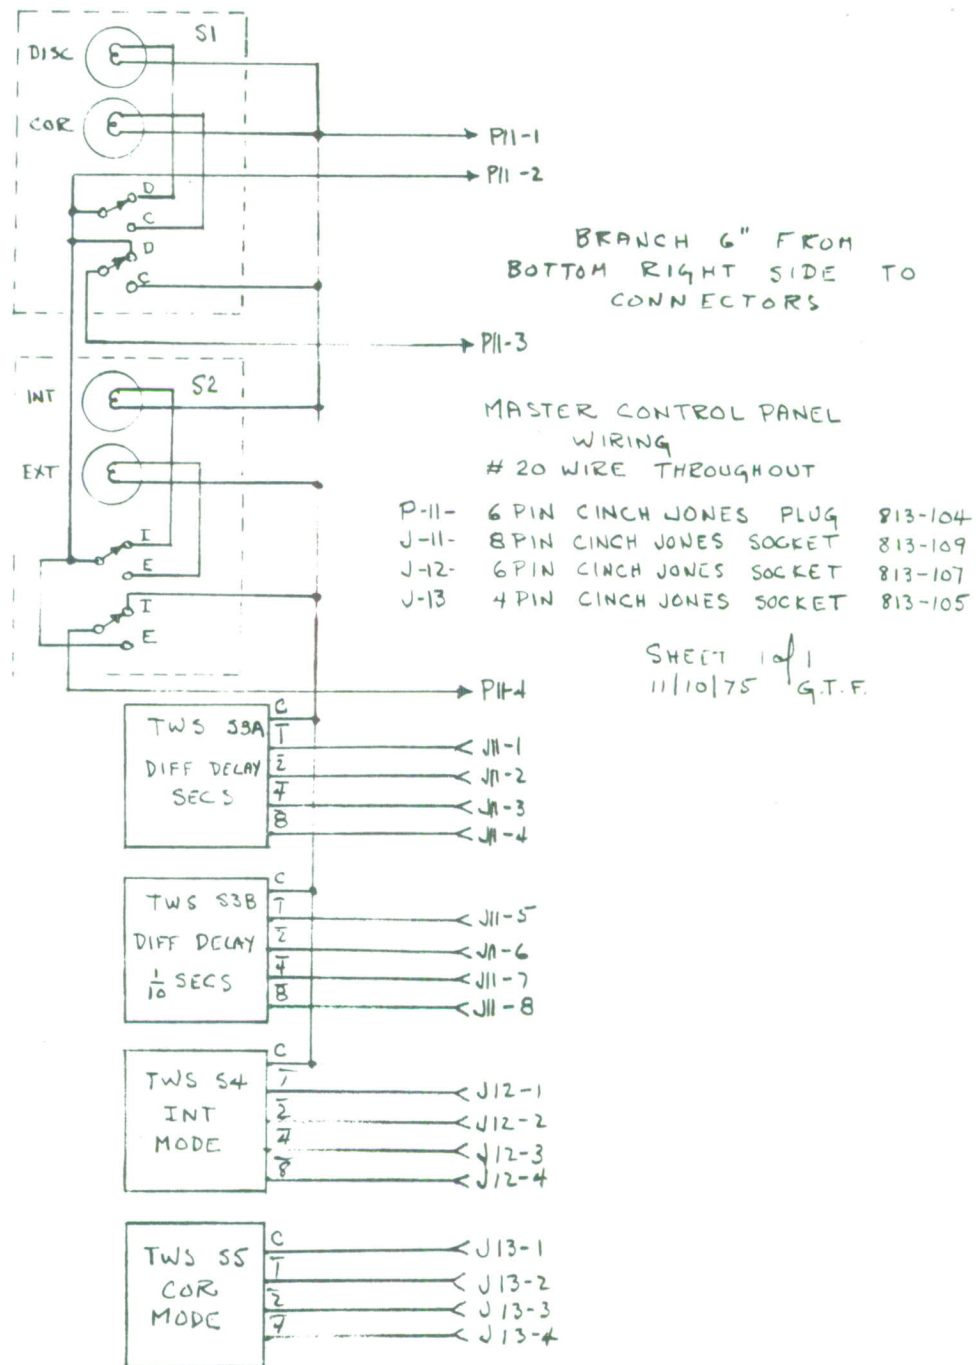 S1
DISC
COR
P11-1
P11-2
D
C
D
C
BRANCH 6" FROM
BOTTOM RIGHT SIDE TO
CONNECTORS
P11-3
S2
INT
EXT
MASTER CONTROL PANEL
WIRING
# 20 WIRE THROUGHOUT
P-11- 6 PIN CINCH JONES PLUG 813-104
J-11- 8 PIN CINCH JONES SOCKET 813-109
J-12- 6 PIN CINCH JONES SOCKET 813-107
J-13 4 PIN CINCH JONES SOCKET 813-105
I
E
I
E
SHEET 1 of 1
11/10/75 G.T.F.
P11-4
TWS S3A
DIFF DELAY
SECS
C
1̅ J11-1
2̅ J11-2
4̅ J11-3
8̅ J11-4
TWS S3B
DIFF DELAY
1/10 SECS
C
1̅ J11-5
2̅ J11-6
4̅ J11-7
8̅ J11-8
TWS S4
INT
MODE
C
1̅ J12-1
2̅ J12-2
4̅ J12-3
8̅ J12-4
TWS S5
COR
MODE
C J13-1
1̅ J13-2
2̅ J13-3
4̅ J13-4